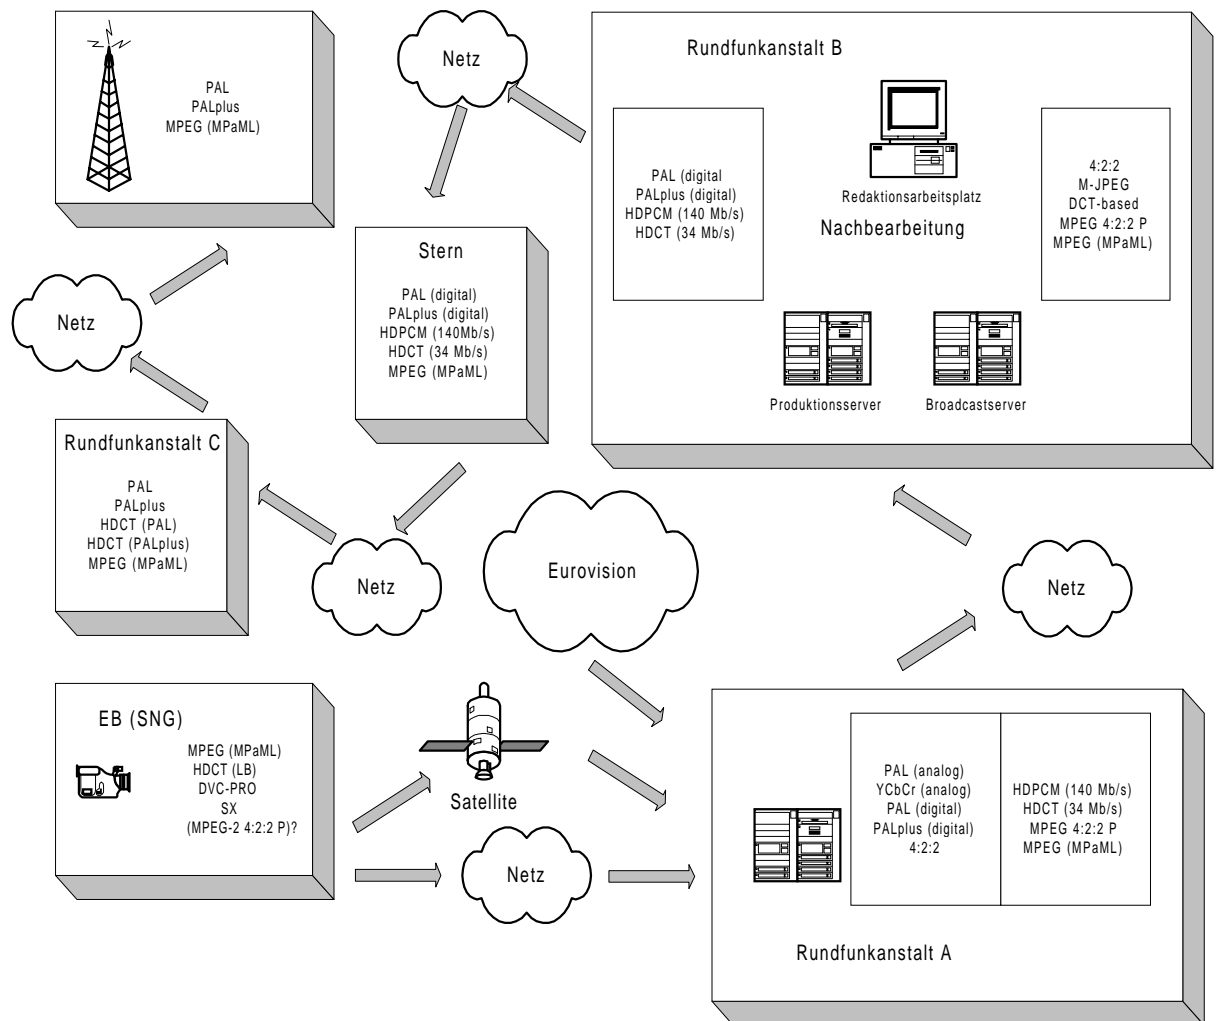 PAL
PALplus
MPEG (MPaML)
Netz
Rundfunkanstalt B
PAL (digital
PALplus (digital)
HDPCM (140 Mb/s)
HDCT (34 Mb/s)
Redaktionsarbeitsplatz
Nachbearbeitung
4:2:2
M-JPEG
DCT-based
MPEG 4:2:2 P
MPEG (MPaML)
Produktionsserver
Broadcastserver
Netz
Stern
PAL (digital)
PALplus (digital)
HDPCM (140Mb/s)
HDCT (34 Mb/s)
MPEG (MPaML)
Rundfunkanstalt C
PAL
PALplus
HDCT (PAL)
HDCT (PALplus)
MPEG (MPaML)
Netz
Eurovision
Netz
EB (SNG)
MPEG (MPaML)
HDCT (LB)
DVC-PRO
SX
(MPEG-2 4:2:2 P)?
Satellite
Netz
PAL (analog)
YCbCr (analog)
PAL (digital)
PALplus (digital)
4:2:2
HDPCM (140 Mb/s)
HDCT (34 Mb/s)
MPEG 4:2:2 P
MPEG (MPaML)
Rundfunkanstalt A